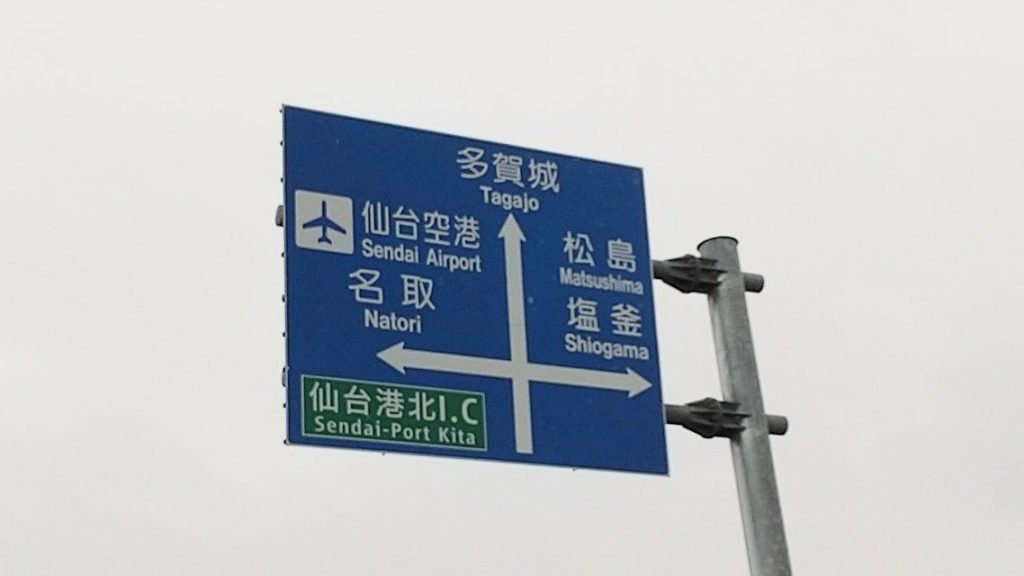 多賀城
Tagajo
仙台空港
Sendai Airport
名取
Natori
松島
Matsushima
塩釜
Shiogama
仙台港北I.C
Sendai-Port Kita